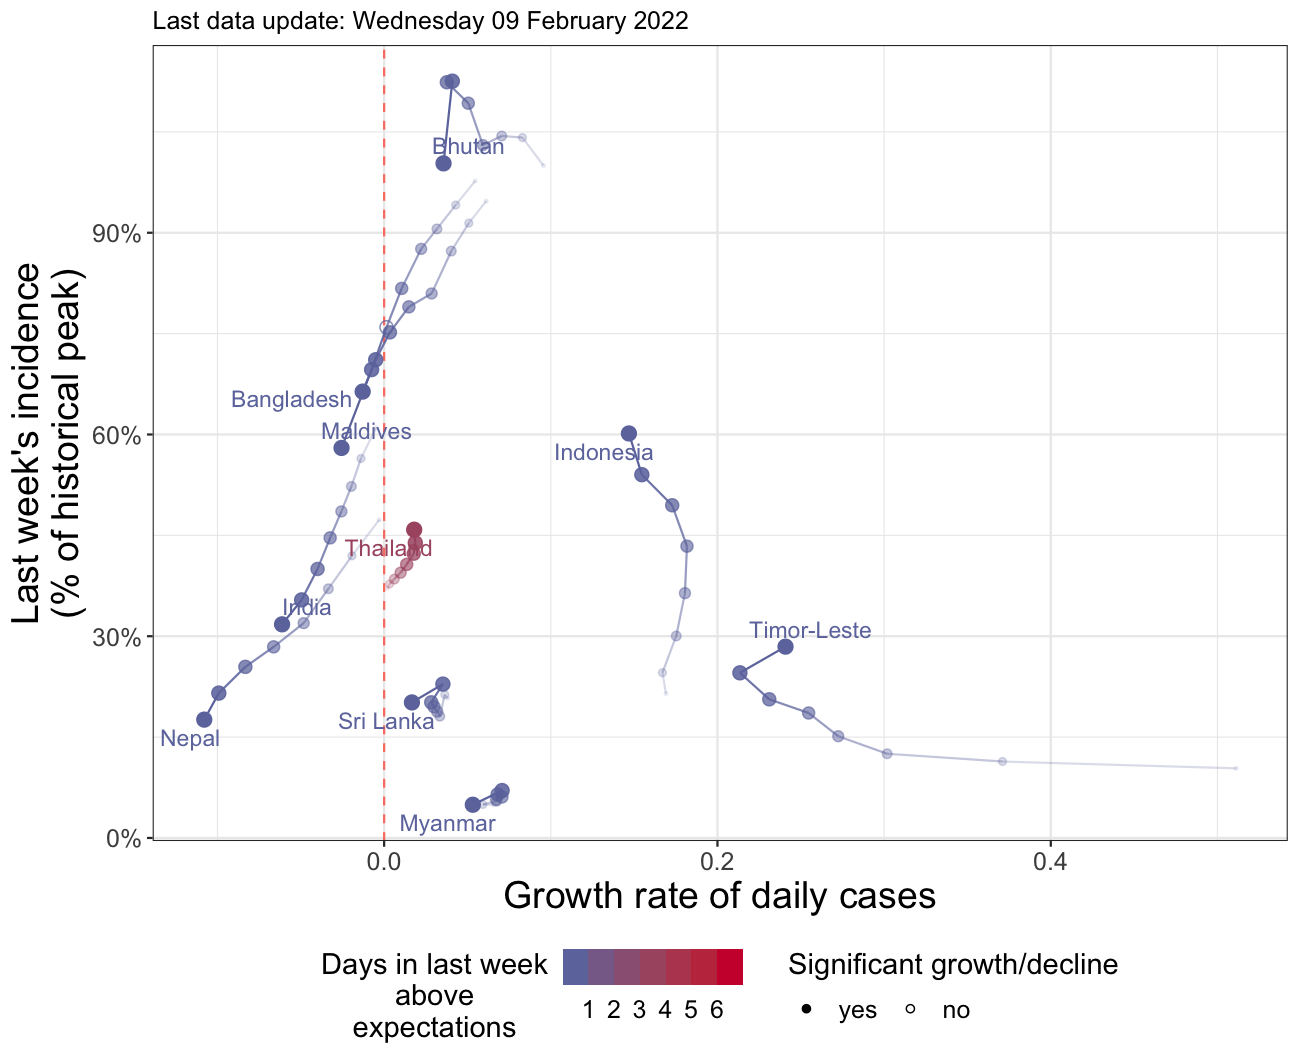 Last data update: Wednesday 09 February 2022
Last week's incidence
(% of historical peak)
90%
60%
30%
0%
Bhutan
Bangladesh
Maldives
Indonesia
Thailand
India
Timor-Leste
Sri Lanka
Nepal
Myanmar
0.0
0.2
0.4
Growth rate of daily cases
Days in last week
above
expectations
1 2 3 4 5 6
Significant growth/decline
yes
no